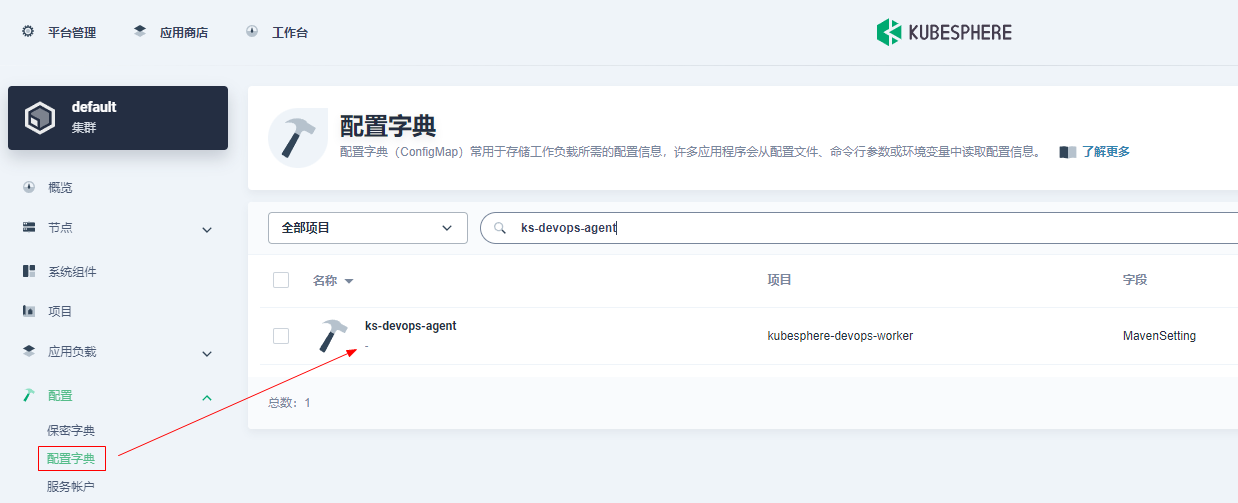 平台管理 应用商店 工作台 KUBESPHERE
default
集群
配置字典
配置字典（ConfigMap）常用于存储工作负载所需的配置信息，许多应用程序会从配置文件、命令行参数或环境变量中读取配置信息。 了解更多
概览
节点
系统组件
项目
应用负载
配置
保密字典
配置字典
服务帐户
全部项目 ks-devops-agent
名称 项目 字段
ks-devops-agent kubesphere-devops-worker MavenSetting
-
总数：1